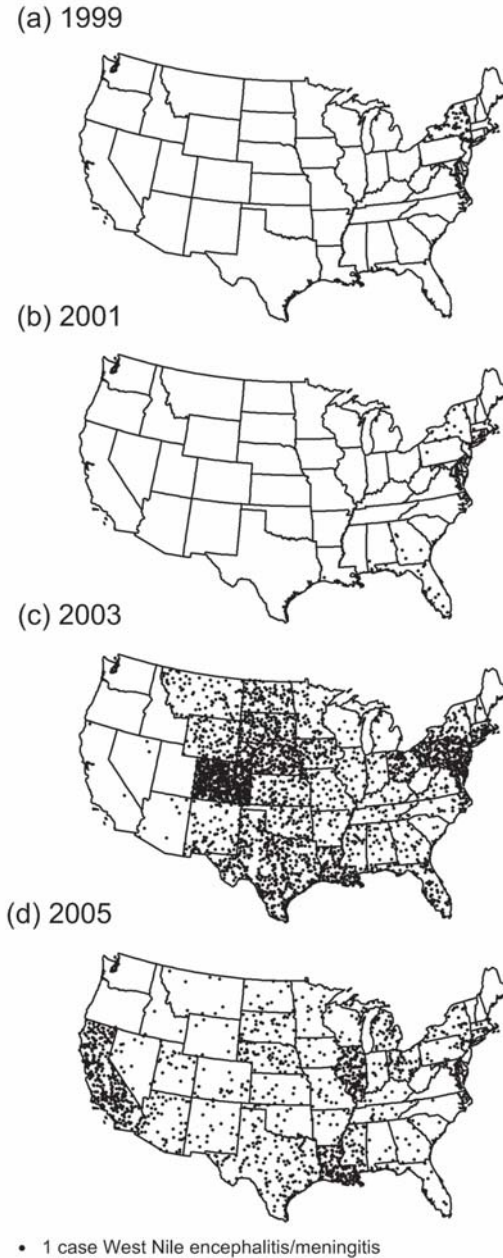 (a) 1999
(b) 2001
(c) 2003
(d) 2005
• 1 case West Nile encephalitis/meningitis